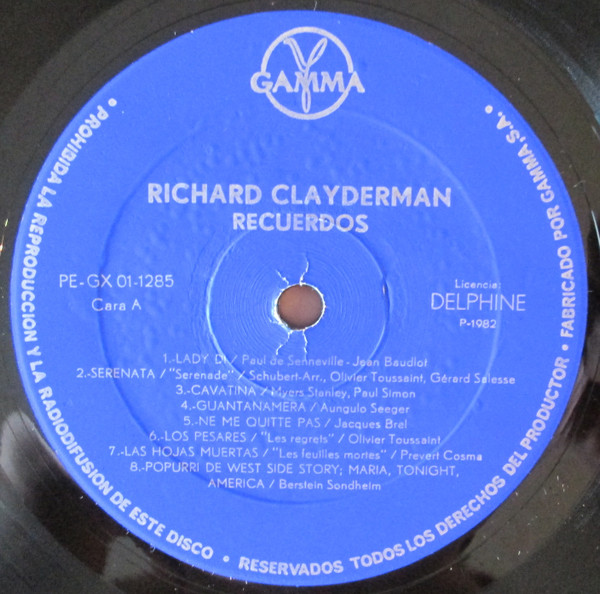 GAMMA
RICHARD CLAYDERMAN
RECUERDOS
PE-GX 01-1285
Cara A
Licencia:
DELPHINE
P-1982
1.-LADY DI / Paul de Senneville - Jean Baudlot
2.-SERENATA / "Serenade" / Schubert-Arr., Olivier Toussaint, Gérard Salesse
3.-CAVATINA / Myers Stanley, Paul Simon
4.-GUANTANAMERA / Aungulo Seeger
5.-NE ME QUITTE PAS / Jacques Brel
6.-LOS PESARES / "Les regrets" / Olivier Toussaint
7.-LAS HOJAS MUERTAS / "Les feuilles mortes" / Prevert Cosma
8.-POPURRI DE WEST SIDE STORY; MARIA, TONIGHT,
AMERICA / Berstein Sondheim
• PROHIBIDA LA REPRODUCCION Y LA RADIODIFUSION DE ESTE DISCO • RESERVADOS TODOS LOS DERECHOS DEL PRODUCTOR • FABRICADO POR GAMMA, S.A. •